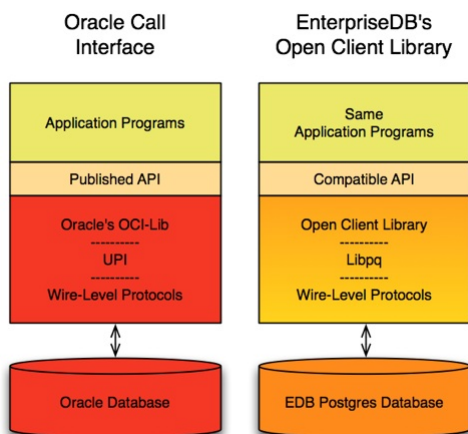 Oracle Call
Interface
Application Programs
Published API
Oracle's OCI-Lib
----------
UPI
----------
Wire-Level Protocols
Oracle Database
EnterpriseDB's
Open Client Library
Same
Application Programs
Compatible API
Open Client Library
----------
Libpq
----------
Wire-Level Protocols
EDB Postgres Database